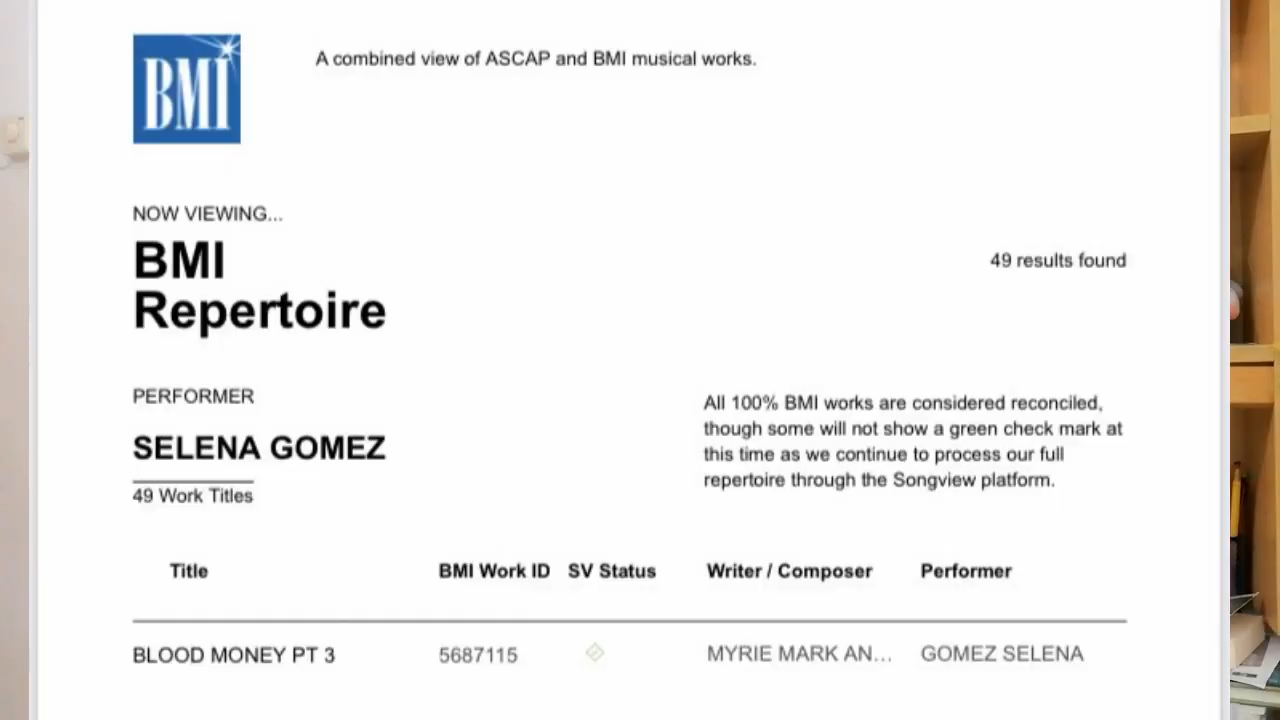 BMI
A combined view of ASCAP and BMI musical works.
NOW VIEWING...
BMI
Repertoire
49 results found
PERFORMER
SELENA GOMEZ
49 Work Titles
All 100% BMI works are considered reconciled,
though some will not show a green check mark at
this time as we continue to process our full
repertoire through the Songview platform.
Title BMI Work ID SV Status Writer / Composer Performer
BLOOD MONEY PT 3 5687115 MYRIE MARK AN... GOMEZ SELENA